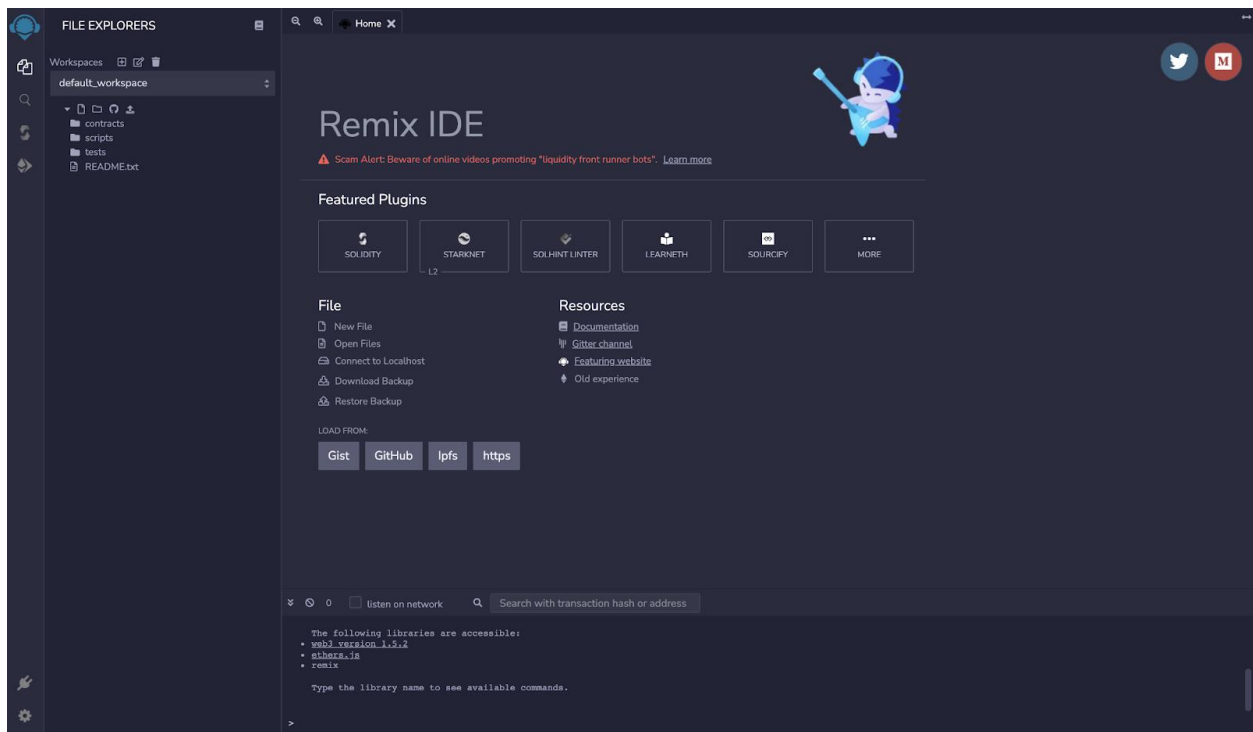 FILE EXPLORERS
Workspaces
default_workspace
contracts
scripts
tests
README.txt
Home
Remix IDE
Scam Alert: Beware of online videos promoting "liquidity front runner bots". Learn more
Featured Plugins
SOLIDITY
STARKNET
L2
SOLHINT LINTER
LEARNETH
SOURCIFY
MORE
File
New File
Open Files
Connect to Localhost
Download Backup
Restore Backup
Resources
Documentation
Gitter channel
Featuring website
Old experience
LOAD FROM:
Gist GitHub Ipfs https
0 listen on network Search with transaction hash or address
The following libraries are accessible:
• web3 version 1.5.2
• ethers.js
• remix
Type the library name to see available commands.
>
M